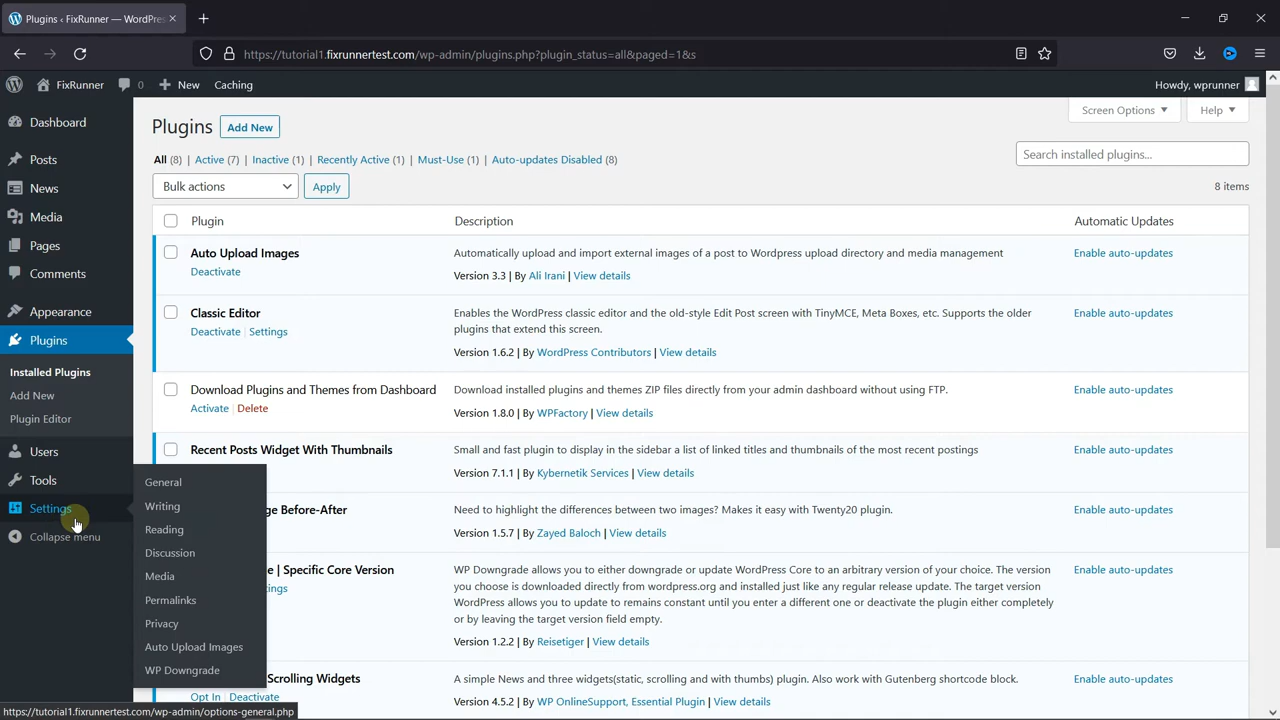 Plugins ‹ FixRunner — WordPre
https://tutorial1.fixrunnertest.com/wp-admin/plugins.php?plugin_status=all&paged=1&s
FixRunner 0 New Caching
Howdy, wprunner
Dashboard
Posts
News
Media
Pages
Comments
Appearance
Plugins
Installed Plugins
Add New
Plugin Editor
Users
Tools
Settings
Collapse menu
General
Writing
Reading
Discussion
Media
Permalinks
Privacy
Auto Upload Images
WP Downgrade
Screen Options Help
Plugins Add New
All (8) | Active (7) | Inactive (1) | Recently Active (1) | Must-Use (1) | Auto-updates Disabled (8)
Search installed plugins...
Bulk actions Apply
8 items
Plugin Description Automatic Updates
Auto Upload Images
Deactivate
Automatically upload and import external images of a post to Wordpress upload directory and media management
Version 3.3 | By Ali Irani | View details
Enable auto-updates
Classic Editor
Deactivate | Settings
Enables the WordPress classic editor and the old-style Edit Post screen with TinyMCE, Meta Boxes, etc. Supports the older
plugins that extend this screen.
Version 1.6.2 | By WordPress Contributors | View details
Enable auto-updates
Download Plugins and Themes from Dashboard
Activate | Delete
Download installed plugins and themes ZIP files directly from your admin dashboard without using FTP.
Version 1.8.0 | By WPFactory | View details
Enable auto-updates
Recent Posts Widget With Thumbnails
Small and fast plugin to display in the sidebar a list of linked titles and thumbnails of the most recent postings
Version 7.1.1 | By Kybernetik Services | View details
Enable auto-updates
ge Before-After
Need to highlight the differences between two images? Makes it easy with Twenty20 plugin.
Version 1.5.7 | By Zayed Baloch | View details
Enable auto-updates
e | Specific Core Version
tings
WP Downgrade allows you to either downgrade or update WordPress Core to an arbitrary version of your choice. The version
you choose is downloaded directly from wordpress.org and installed just like any regular release update. The target version
WordPress allows you to update to remains constant until you enter a different one or deactivate the plugin either completely
or by leaving the target version field empty.
Version 1.2.2 | By Reisetiger | View details
Enable auto-updates
Scrolling Widgets
Opt In | Deactivate
A simple News and three widgets(static, scrolling and with thumbs) plugin. Also work with Gutenberg shortcode block.
Version 4.5.2 | By WP OnlineSupport, Essential Plugin | View details
Enable auto-updates
https://tutorial1.fixrunnertest.com/wp-admin/options-general.php